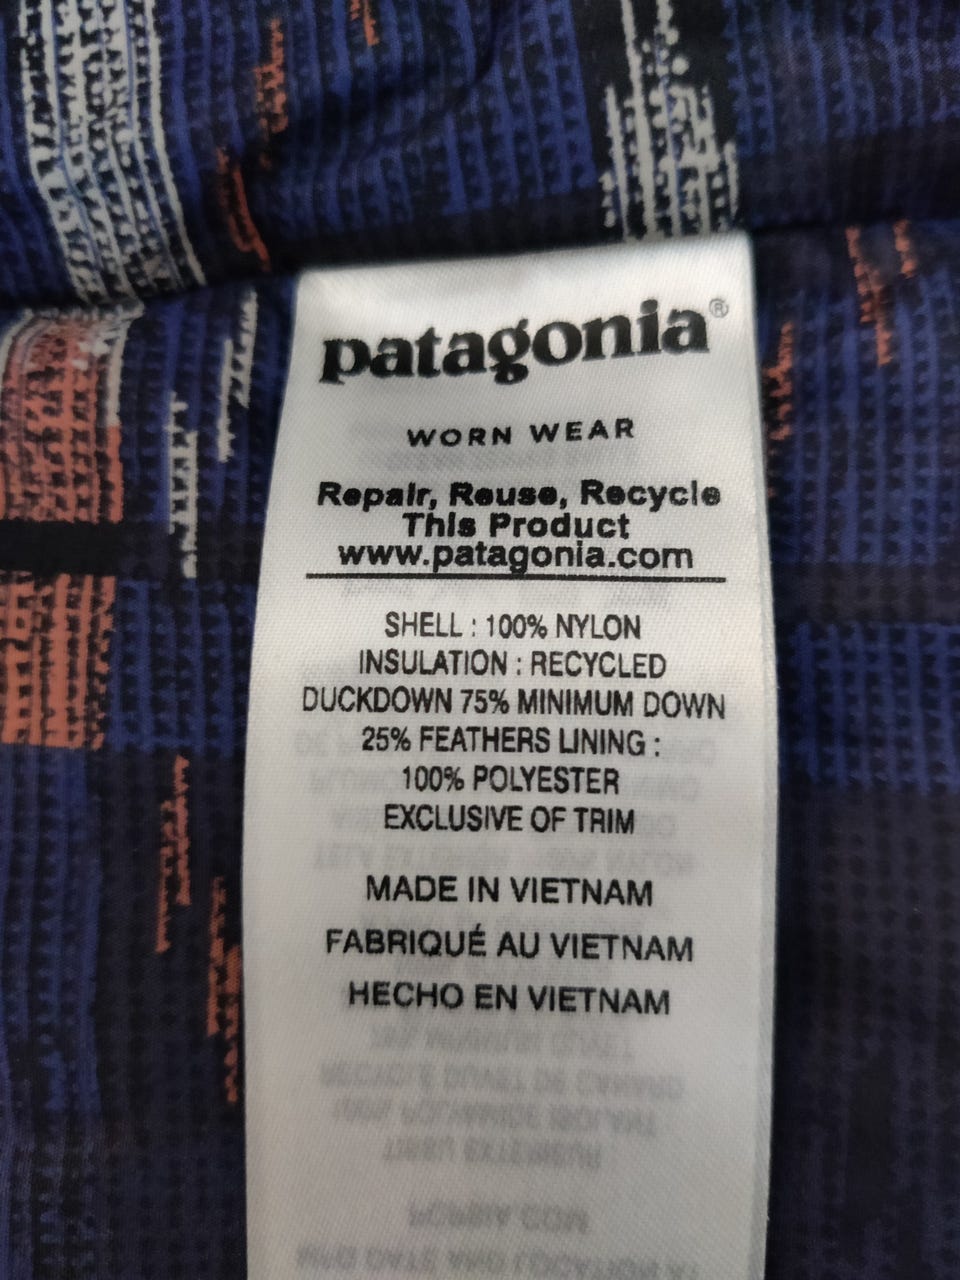 patagonia®
WORN WEAR
Repair, Reuse, Recycle
This Product
www.patagonia.com
SHELL : 100% NYLON
INSULATION : RECYCLED
DUCKDOWN 75% MINIMUM DOWN
25% FEATHERS LINING :
100% POLYESTER
EXCLUSIVE OF TRIM
MADE IN VIETNAM
FABRIQUÉ AU VIETNAM
HECHO EN VIETNAM